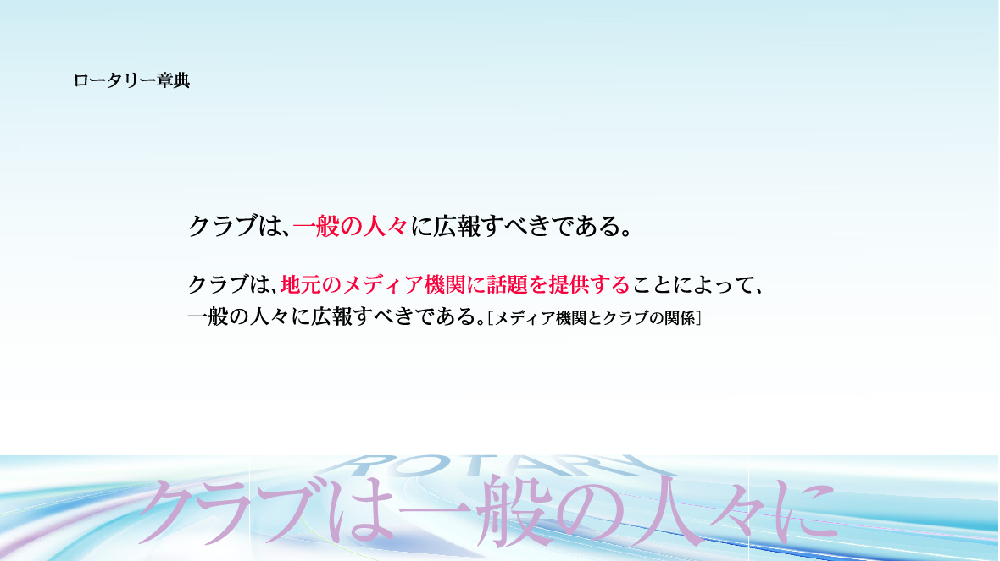 ロータリー章典
クラブは、一般の人々に広報すべきである。
クラブは、地元のメディア機関に話題を提供することによって、
一般の人々に広報すべきである。［メディア機関とクラブの関係］
ROTARY
クラブは一般の人々に